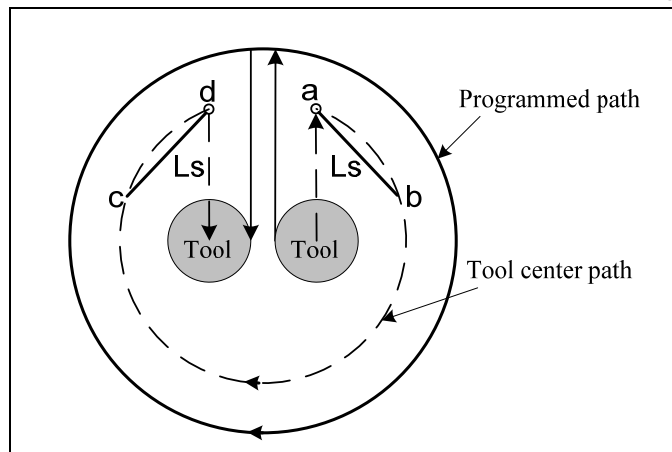 d
a
Programmed path
Ls
Ls
c
b
Tool
Tool
Tool center path